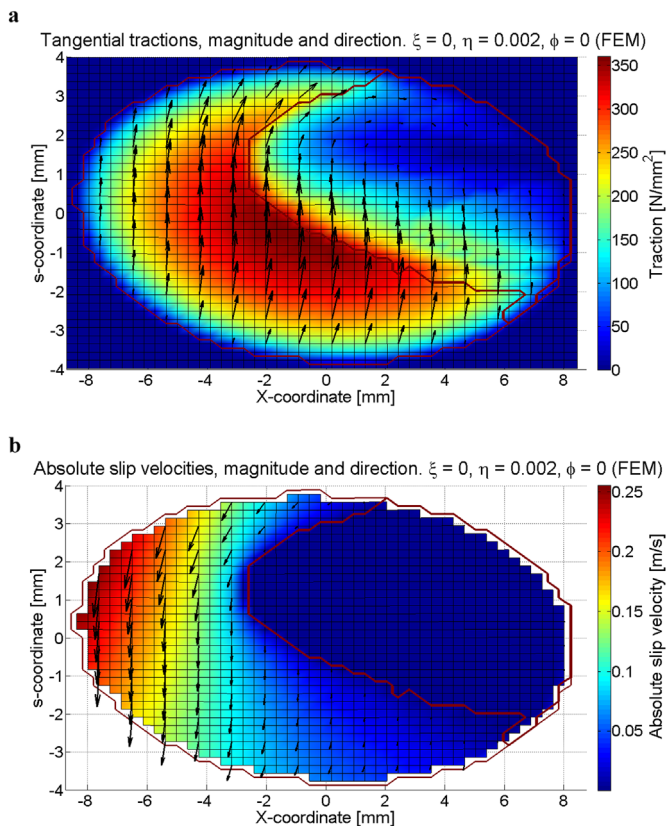 a
Tangential tractions, magnitude and direction. ξ = 0, η = 0.002, ϕ = 0 (FEM)
4
3
2
1
0
-1
-2
-3
-4
s-coordinate [mm]
-8 -6 -4 -2 0 2 4 6 8
X-coordinate [mm]
350
300
250
200
150
100
50
0
Traction [N/mm²]
b
Absolute slip velocities, magnitude and direction. ξ = 0, η = 0.002, ϕ = 0 (FEM)
4
3
2
1
0
-1
-2
-3
-4
s-coordinate [mm]
-8 -6 -4 -2 0 2 4 6 8
X-coordinate [mm]
0.25
0.2
0.15
0.1
0.05
Absolute slip velocity [m/s]